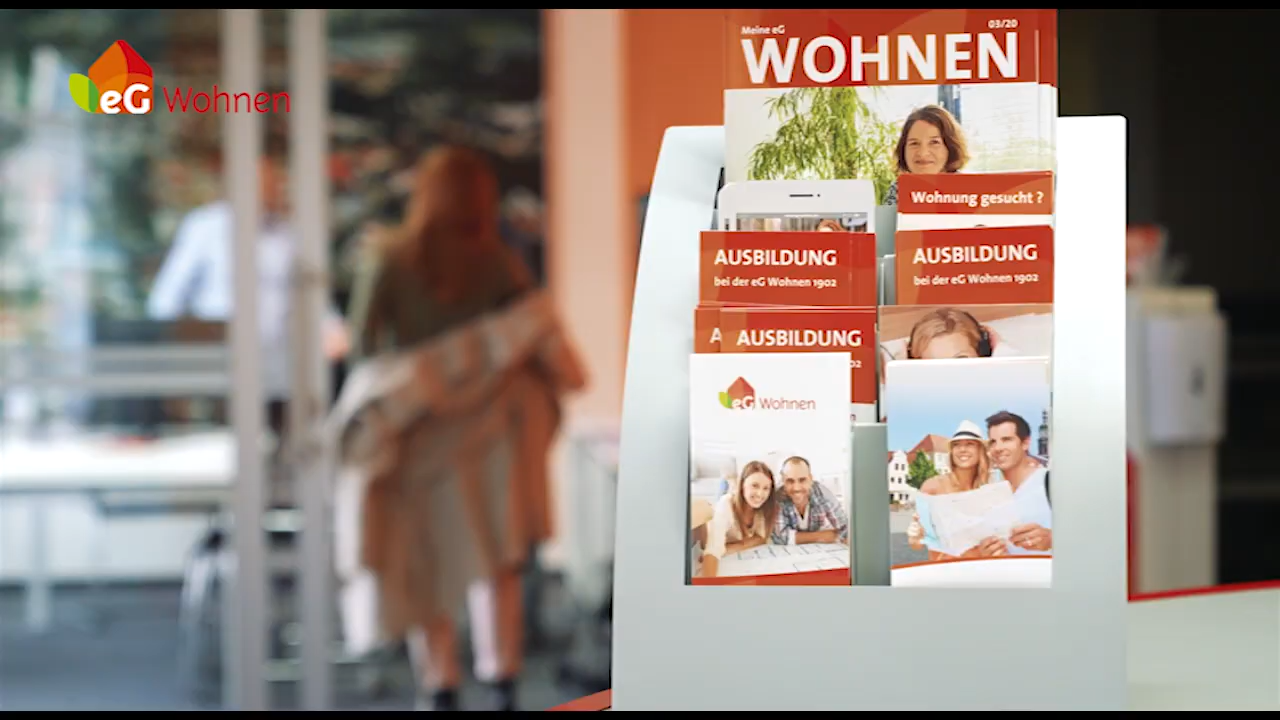 eG Wohnen
Meine eG
03/20
WOHNEN
Wohnung gesucht ?
AUSBILDUNG
bei der eG Wohnen 1902
AUSBILDUNG
bei der eG Wohnen 1902
A
AUSBILDUNG
02
eG Wohnen